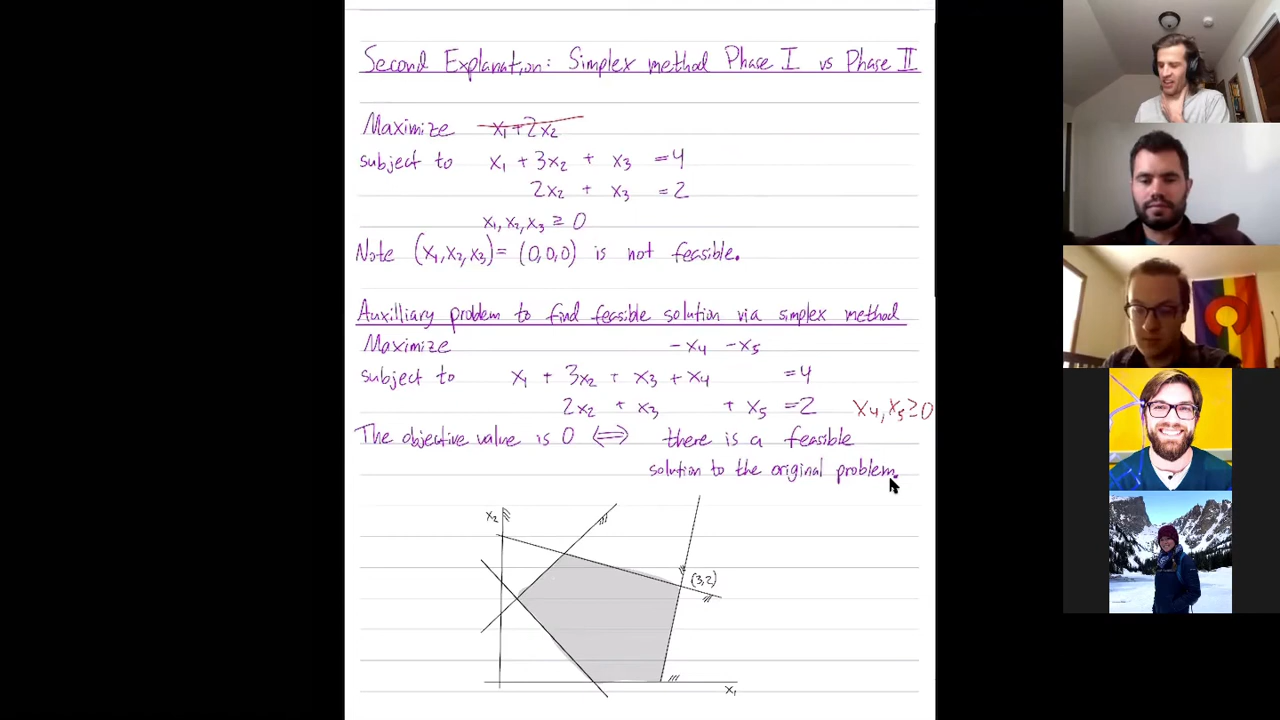 Second Explanation: Simplex method Phase I vs Phase II
Maximize x₁+2x₂
subject to x₁ + 3x₂ + x₃ = 4
2x₂ + x₃ = 2
x₁, x₂, x₃ ≥ 0
Note (x₁,x₂,x₃) = (0,0,0) is not feasible.
Auxilliary problem to find feasible solution via simplex method
Maximize -x₄ -x₅
subject to x₁ + 3x₂ + x₃ + x₄ = 4
2x₂ + x₃ + x₅ = 2 x₄, x₅ ≥ 0
The objective value is 0 ⟺ there is a feasible
solution to the original problem.
x₂
(3,2)
x₁